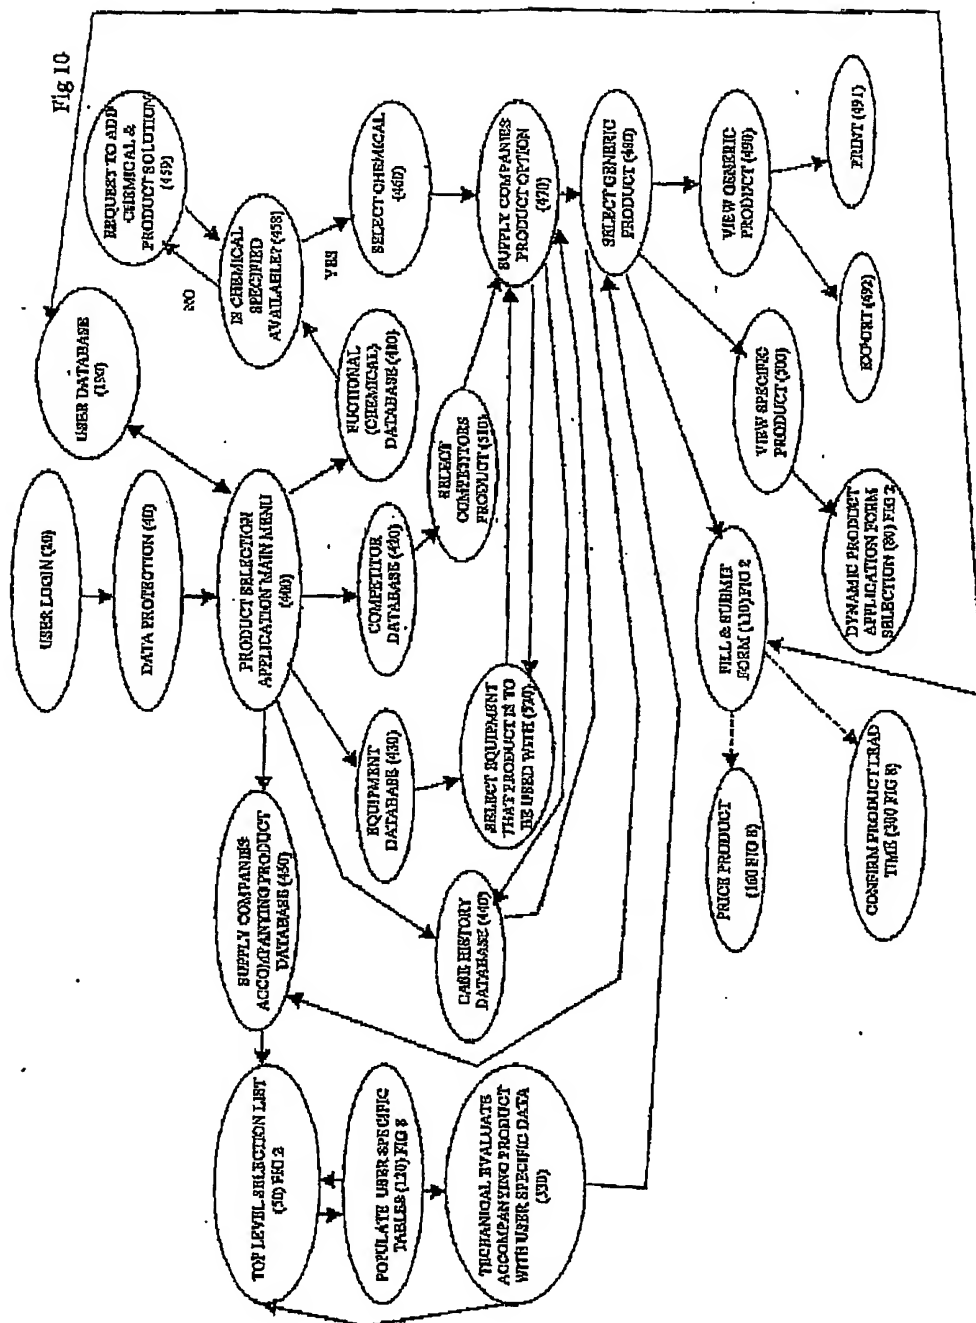 Fig 10
USER LOGIN (20)
DATA PROTECTION (40)
PRODUCT SELECTION
APPLICATION MAIN MENU
(400)
USER DATABASE
(190)
REQUEST TO ADD
CHEMICAL &
PRODUCT SOLUTION
(459)
NO
IS CHEMICAL
SPECIFIED
AVAILABLE? (458)
YES
SELECT CHEMICAL
(460)
FUCTIONAL
(CHEMICAL)
DATABASE (410)
COMPETITOR
DATABASE (420)
SELECT
COMPETITORS
PRODUCT (510)
EQUIPMENT
DATABASE (430)
SELECT EQUIPMENT
THAT PRODUCT IS TO
BE USED WITH (520)
CASE HISTORY
DATABASE (440)
SUPPLY COMPANIES
ACCOMPANYING PRODUCT
DATABASE (450)
TOP LEVEL SELECTION LIST
(50) FIG 2
POPULATE USER SPECIFIC
TABLES (120) FIG 8
TECHANICAL EVALUATE
ACCOMPANYING PRODUCT
WITH USER SPECIFIC DATA
(530)
SUPPLY COMPANIES
PRODUCT OPTION
(470)
SELECT GENERIC
PRODUCT (480)
VIEW GENERIC
PRODUCT (490)
PRINT (491)
EXPORT (492)
VIEW SPECIFIC
PRODUCT (500)
DYNAMIC PRODUCT
APPLICATION FORM
SELECTION (80) FIG 2
FILL & SUBMIT
FORM (110) FIG 2
PRICE PRODUCT
(160 FIG 8)
CONFIRM PRODUCT LEAD
TIME (300 FIG 8)